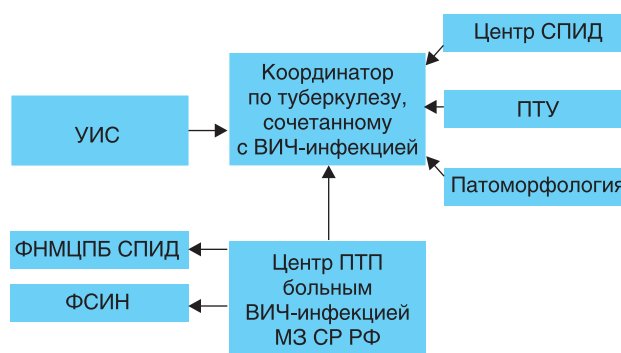 Центр СПИД
Координатор
по туберкулезу,
сочетанному
с ВИЧ-инфекцией
УИС
ПТУ
Патоморфология
ФНМЦПБ СПИД
ФСИН
Центр ПТП
больным
ВИЧ-инфекцией
МЗ СР РФ